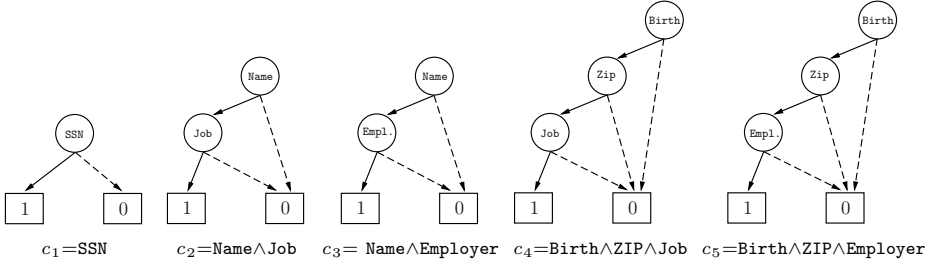 Birth
Birth
Name
Name
Zip
Zip
SSN
Job
Empl.
Job
Empl.
1 0 1 0 1 0 1 0 1 0
c₁=SSN c₂=Name∧Job c₃= Name∧Employer c₄=Birth∧ZIP∧Job c₅=Birth∧ZIP∧Employer